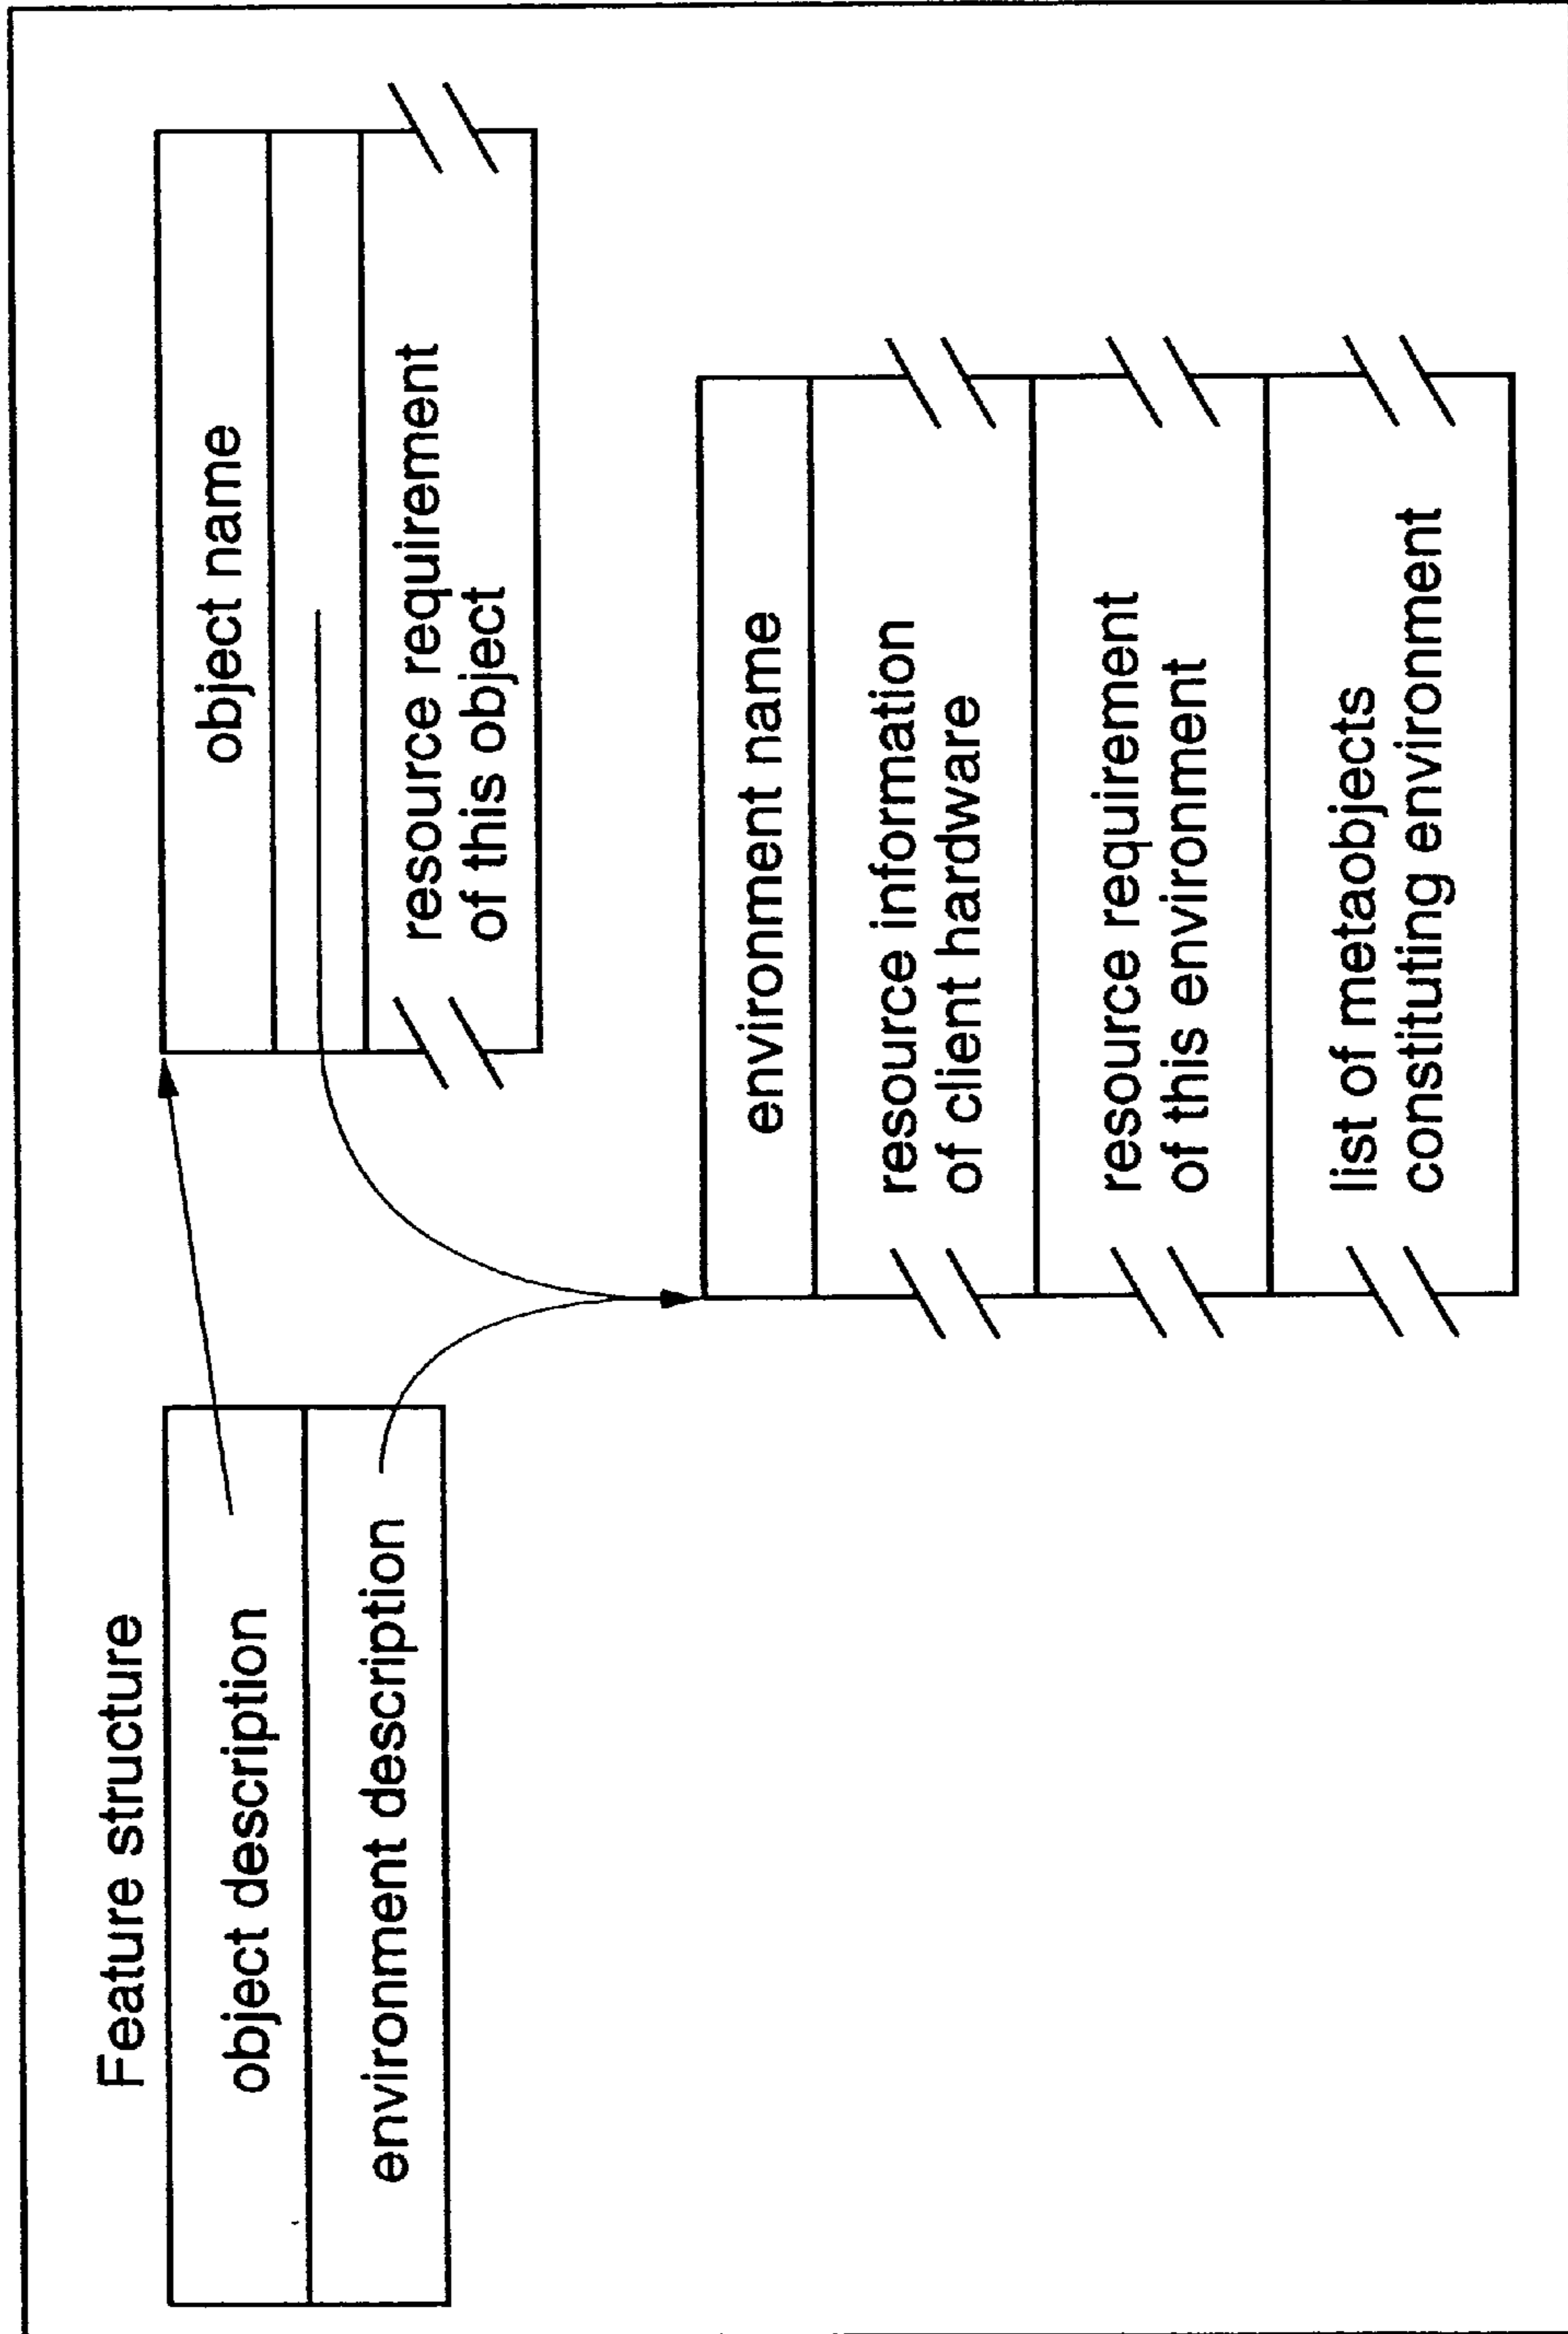 Feature structure
object description
environment description
object name
resource requirement
of this object
environment name
resource information
of client hardware
resource requirement
of this environment
list of metaobjects
constituting environment